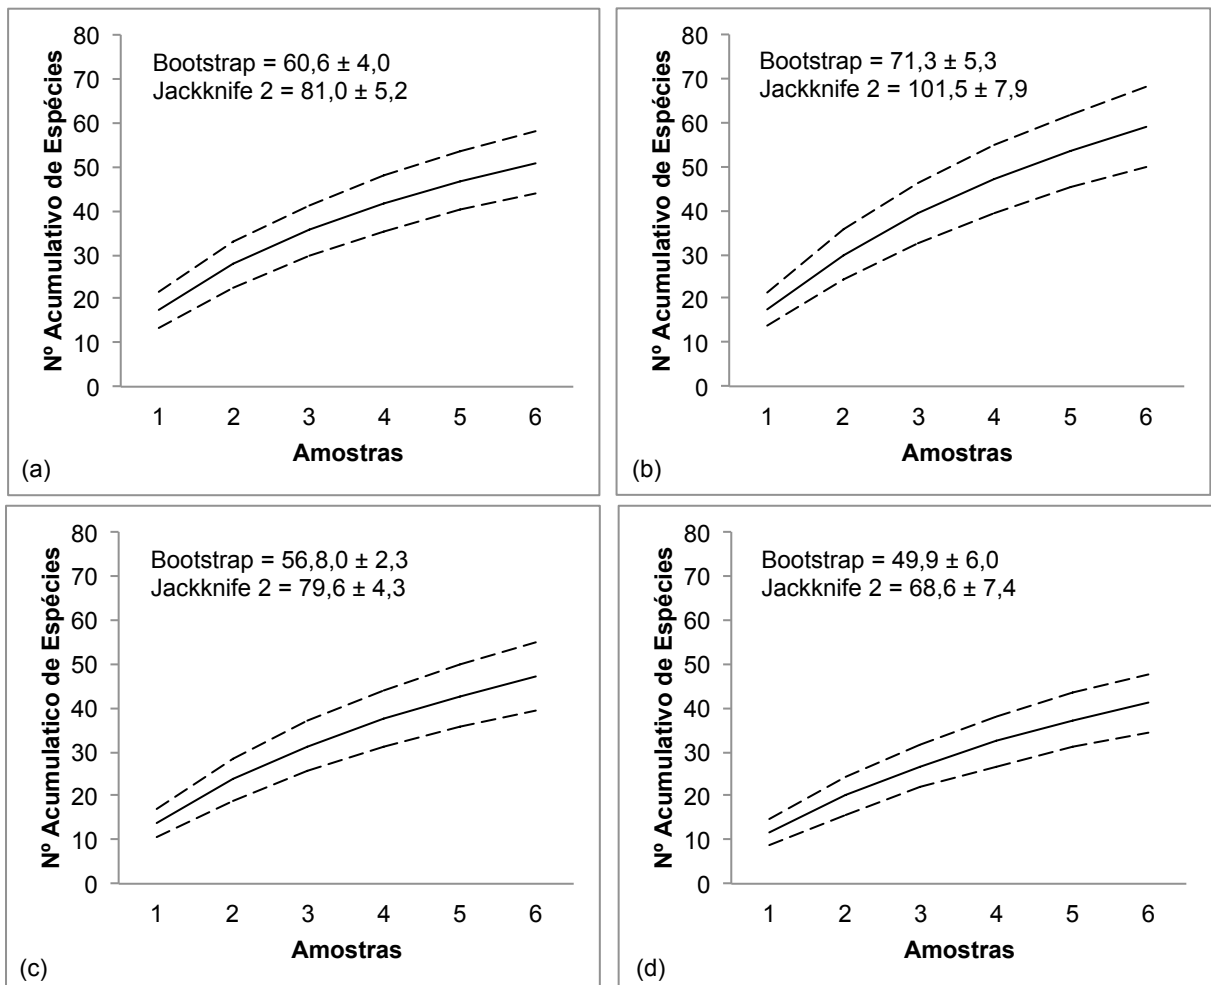 Bootstrap = 60,6 ± 4,0
Jackknife 2 = 81,0 ± 5,2
Nº Acumulativo de Espécies
80
70
60
50
40
30
20
10
0
1 2 3 4 5 6
Amostras
(a)
Bootstrap = 71,3 ± 5,3
Jackknife 2 = 101,5 ± 7,9
Nº Acumulativo de Espécies
80
70
60
50
40
30
20
10
0
1 2 3 4 5 6
Amostras
(b)
Bootstrap = 56,8,0 ± 2,3
Jackknife 2 = 79,6 ± 4,3
Nº Acumulatico de Espécies
80
70
60
50
40
30
20
10
0
1 2 3 4 5 6
Amostras
(c)
Bootstrap = 49,9 ± 6,0
Jackknife 2 = 68,6 ± 7,4
Nº Acumulativo de Espécies
80
70
60
50
40
30
20
10
0
1 2 3 4 5 6
Amostras
(d)